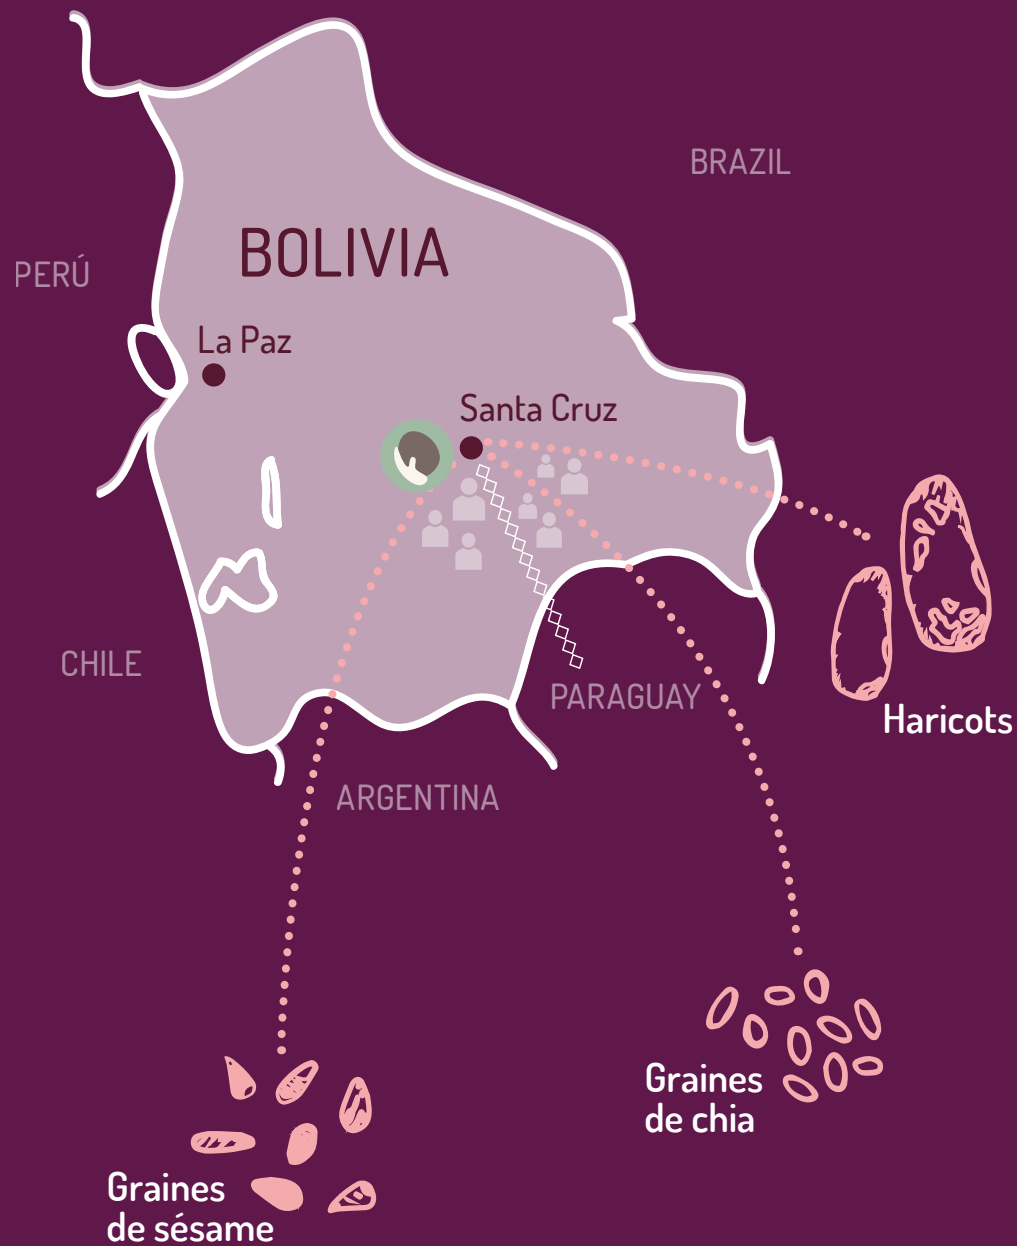 BRAZIL
BOLIVIA
PERÚ
La Paz
Santa Cruz
CHILE
PARAGUAY
Haricots
ARGENTINA
Graines
de chia
Graines
de sésame